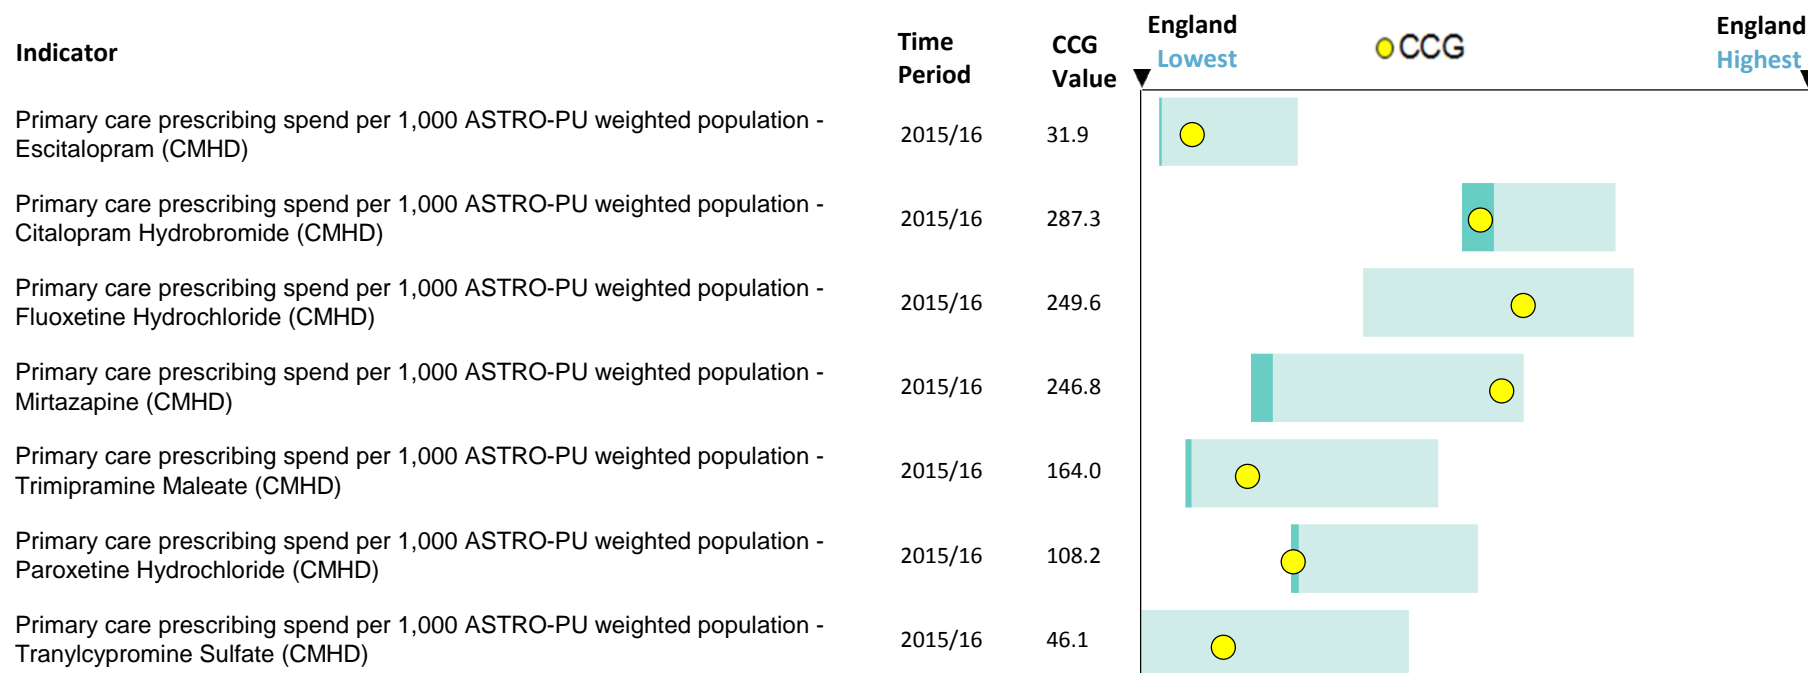 Indicator
Time
Period
CCG
Value
England
Lowest
CCG
England
Highest
Primary care prescribing spend per 1,000 ASTRO-PU weighted population -
Escitalopram (CMHD)
2015/16
31.9
Primary care prescribing spend per 1,000 ASTRO-PU weighted population -
Citalopram Hydrobromide (CMHD)
2015/16
287.3
Primary care prescribing spend per 1,000 ASTRO-PU weighted population -
Fluoxetine Hydrochloride (CMHD)
2015/16
249.6
Primary care prescribing spend per 1,000 ASTRO-PU weighted population -
Mirtazapine (CMHD)
2015/16
246.8
Primary care prescribing spend per 1,000 ASTRO-PU weighted population -
Trimipramine Maleate (CMHD)
2015/16
164.0
Primary care prescribing spend per 1,000 ASTRO-PU weighted population -
Paroxetine Hydrochloride (CMHD)
2015/16
108.2
Primary care prescribing spend per 1,000 ASTRO-PU weighted population -
Tranylcypromine Sulfate (CMHD)
2015/16
46.1